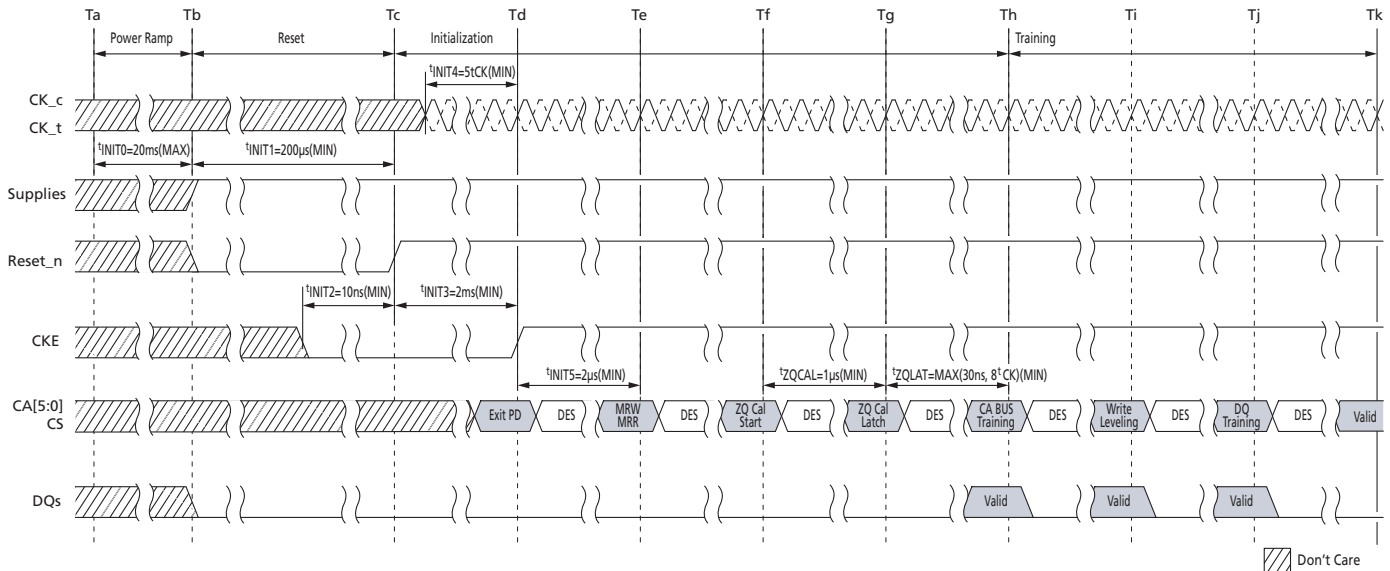 Ta Tb Tc Td Te Tf Tg Th Ti Tj Tk
Power Ramp Reset Initialization Training
tINIT4=5tCK(MIN)
CK_c
CK_t
tINIT0=20ms(MAX) tINIT1=200μs(MIN)
Supplies
Reset_n
tINIT2=10ns(MIN) tINIT3=2ms(MIN)
CKE
tINIT5=2μs(MIN) tZQCAL=1μs(MIN) tZQLAT=MAX(30ns, 8tCK)(MIN)
CA[5:0]
CS
Exit PD DES
MRW
MRR
DES
ZQ Cal
Start
DES
ZQ Cal
Latch
DES
CA BUS
Training
DES
Write
Leveling
DES
DQ
Training
DES
Valid
DQs Valid Valid Valid
Don't Care